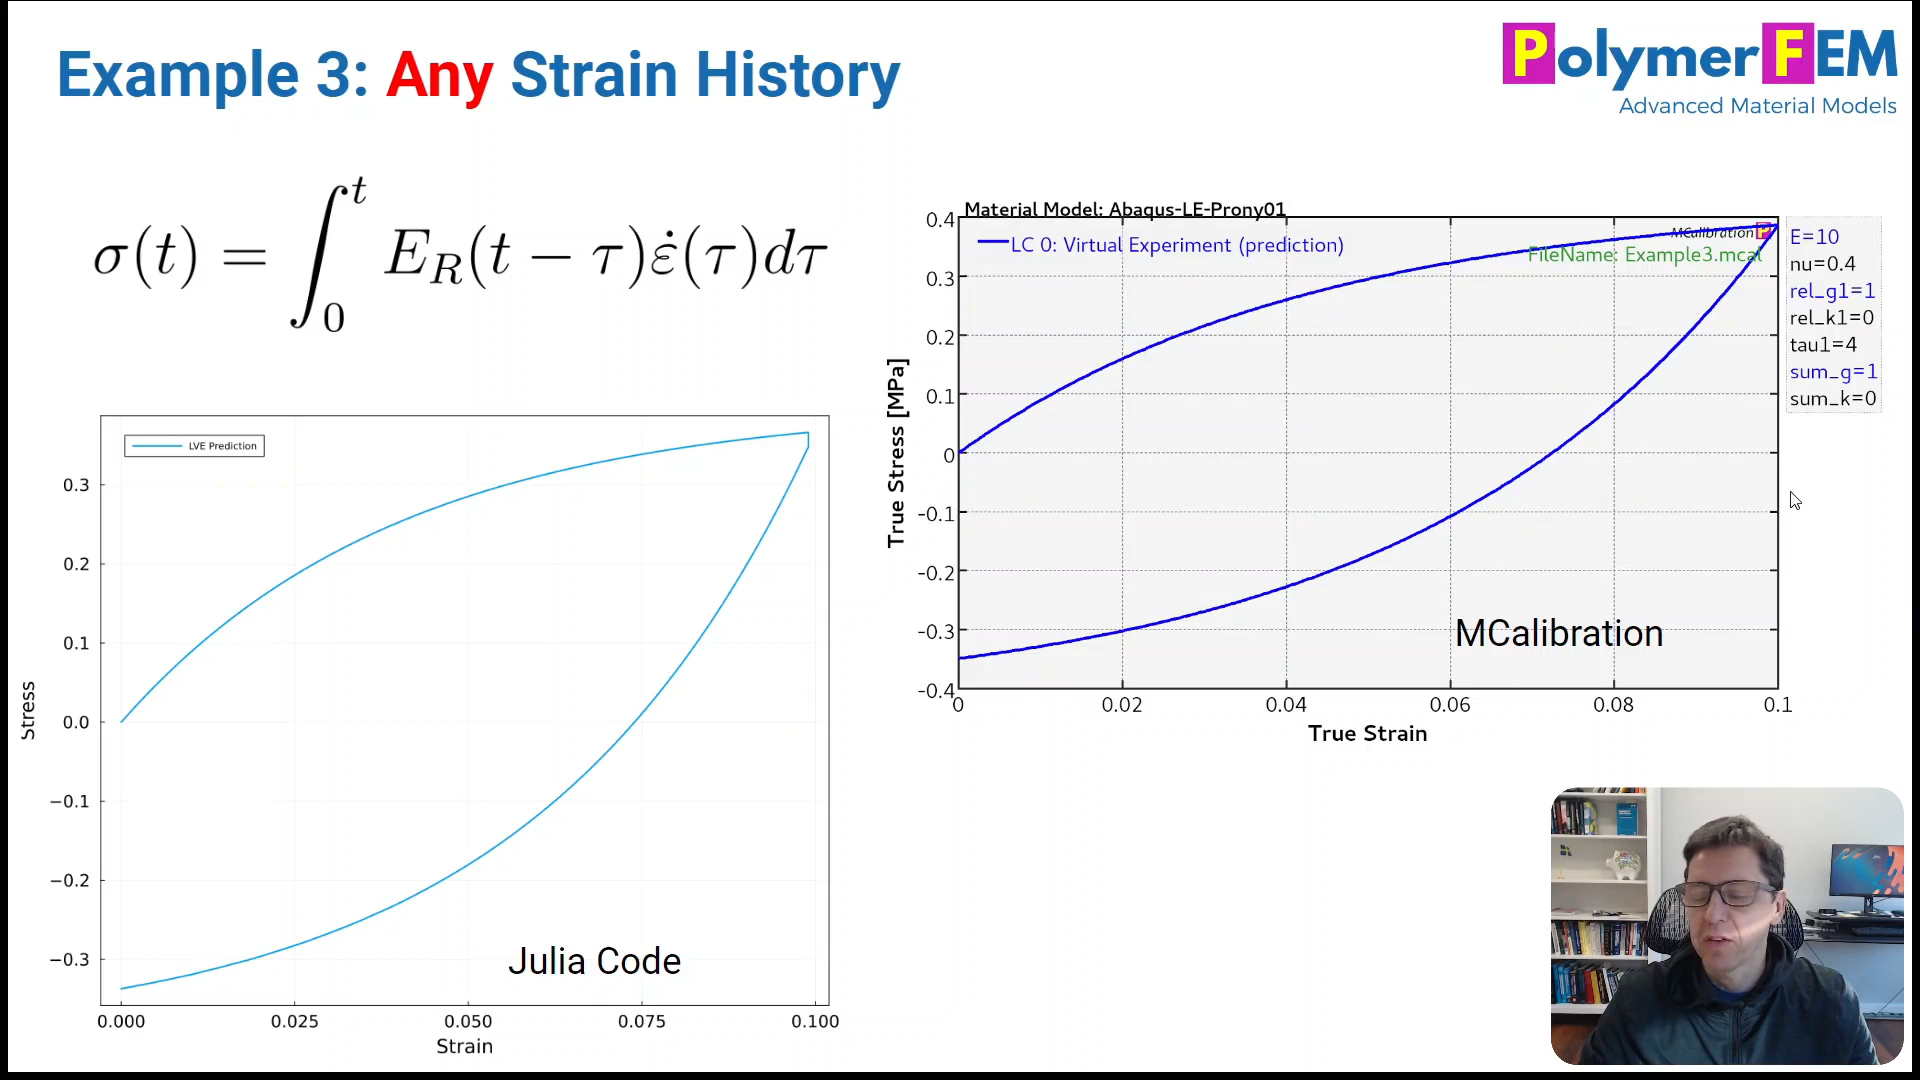 Example 3: Any Strain History
PolymerFEM
Advanced Material Models
σ(t) = ∫₀ᵗ E_R(t − τ)ε̇(τ)dτ
LVE Prediction
0.3
0.2
0.1
0.0
−0.1
−0.2
−0.3
Stress
0.000 0.025 0.050 0.075 0.100
Strain
Julia Code
Material Model: Abaqus-LE-Prony01
LC 0: Virtual Experiment (prediction)
MCalibration
FileName: Example3.mcal
E=10
nu=0.4
rel_g1=1
rel_k1=0
tau1=4
sum_g=1
sum_k=0
0.4
0.3
0.2
0.1
0
-0.1
-0.2
-0.3
-0.4
True Stress [MPa]
0 0.02 0.04 0.06 0.08 0.1
True Strain
MCalibration